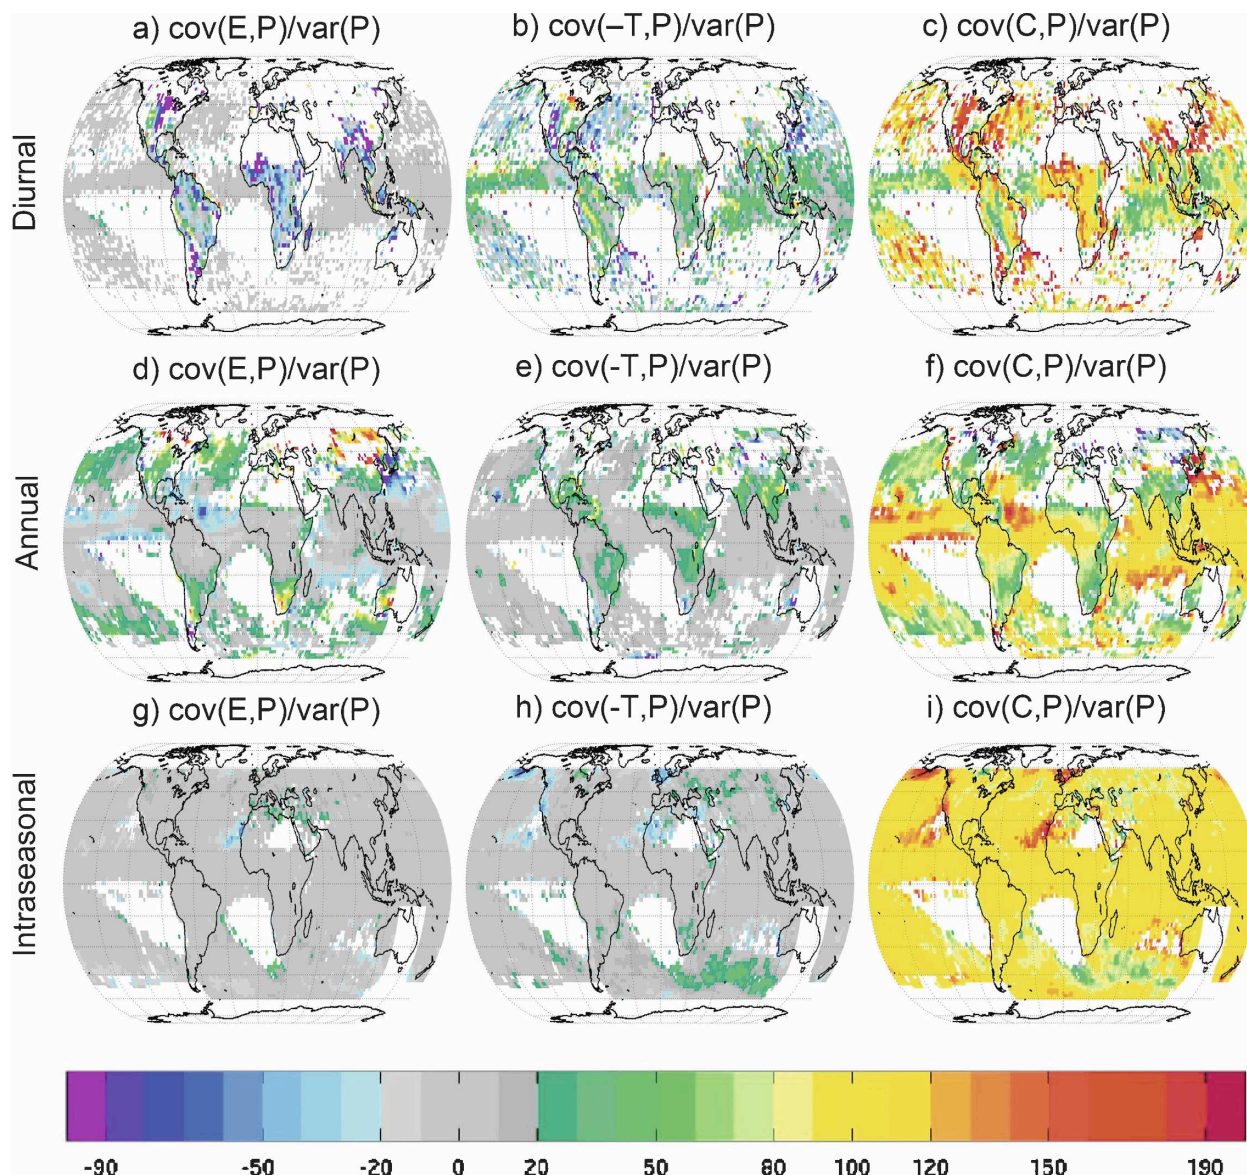 a) cov(E,P)/var(P)
b) cov(–T,P)/var(P)
c) cov(C,P)/var(P)
Diurnal
d) cov(E,P)/var(P)
e) cov(-T,P)/var(P)
f) cov(C,P)/var(P)
Annual
g) cov(E,P)/var(P)
h) cov(-T,P)/var(P)
i) cov(C,P)/var(P)
Intraseasonal
-90 -50 -20 0 20 50 80 100 120 150 190